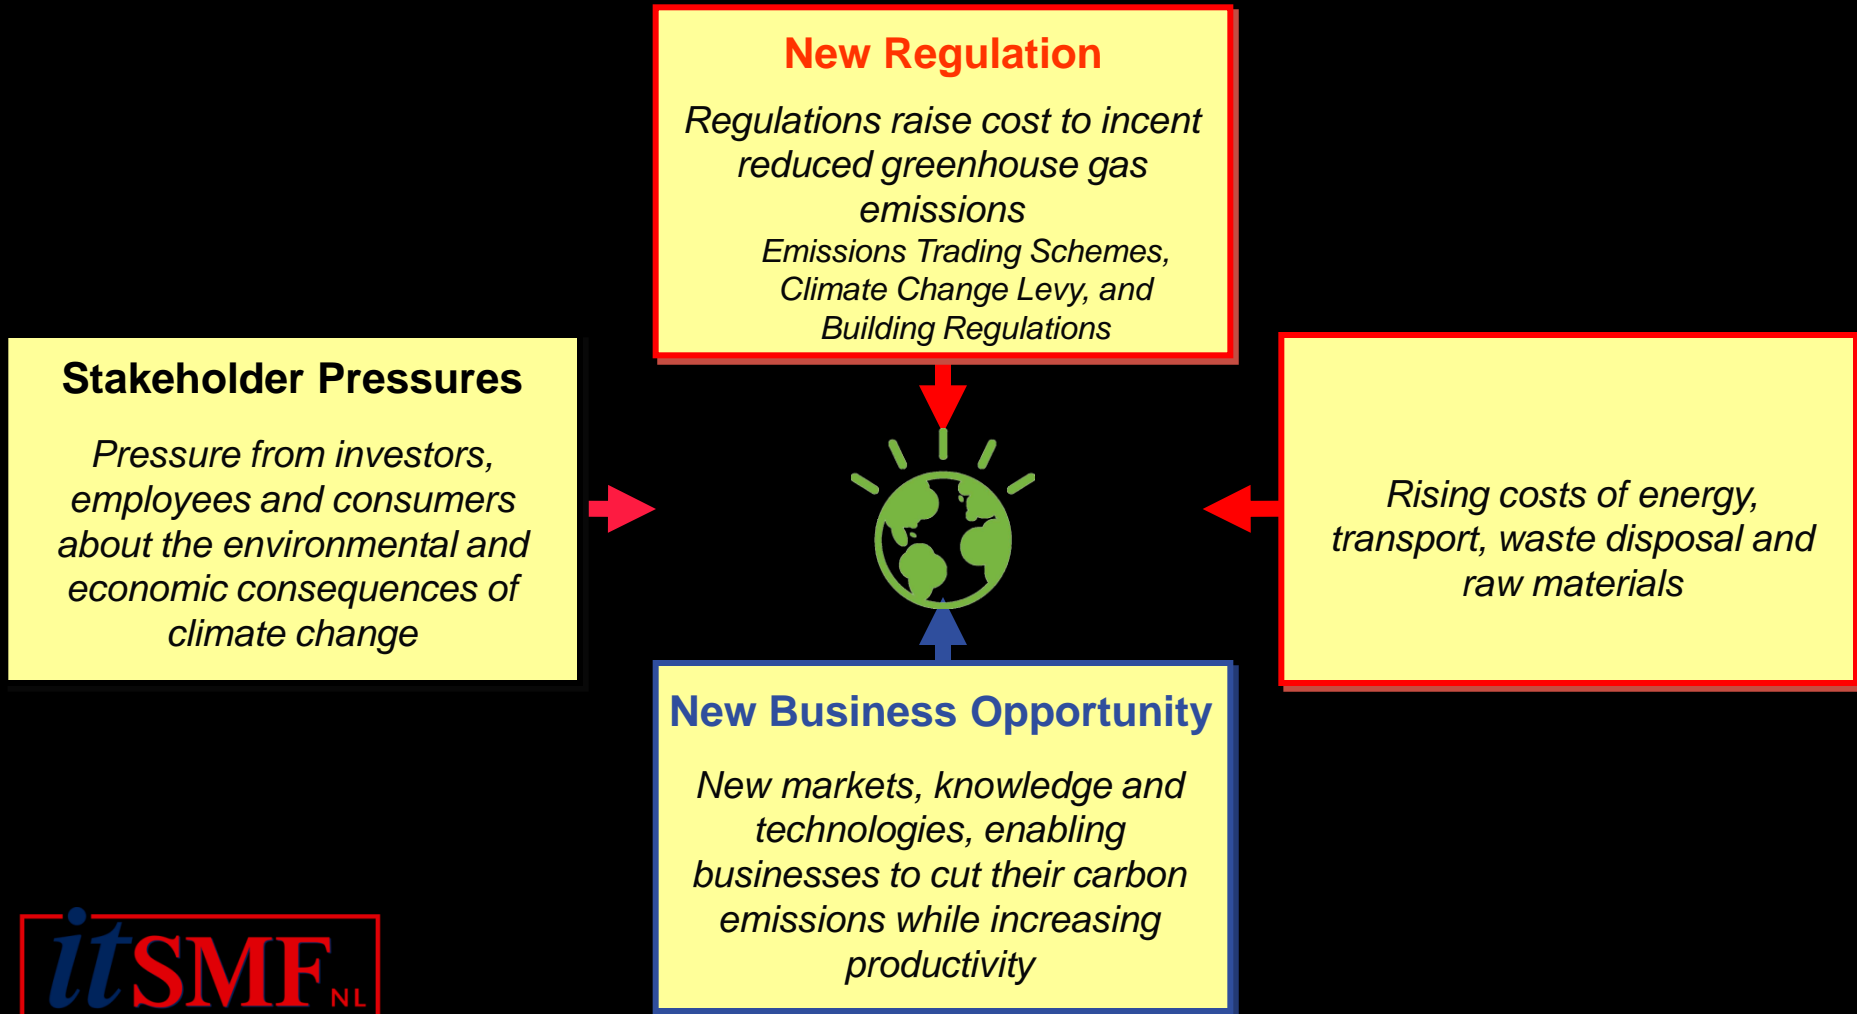 New Regulation
Regulations raise cost to incent
reduced greenhouse gas
emissions
Emissions Trading Schemes,
Climate Change Levy, and
Building Regulations
Stakeholder Pressures
Pressure from investors,
employees and consumers
about the environmental and
economic consequences of
climate change
Rising costs of energy,
transport, waste disposal and
raw materials
New Business Opportunity
New markets, knowledge and
technologies, enabling
businesses to cut their carbon
emissions while increasing
productivity
itSMF NL